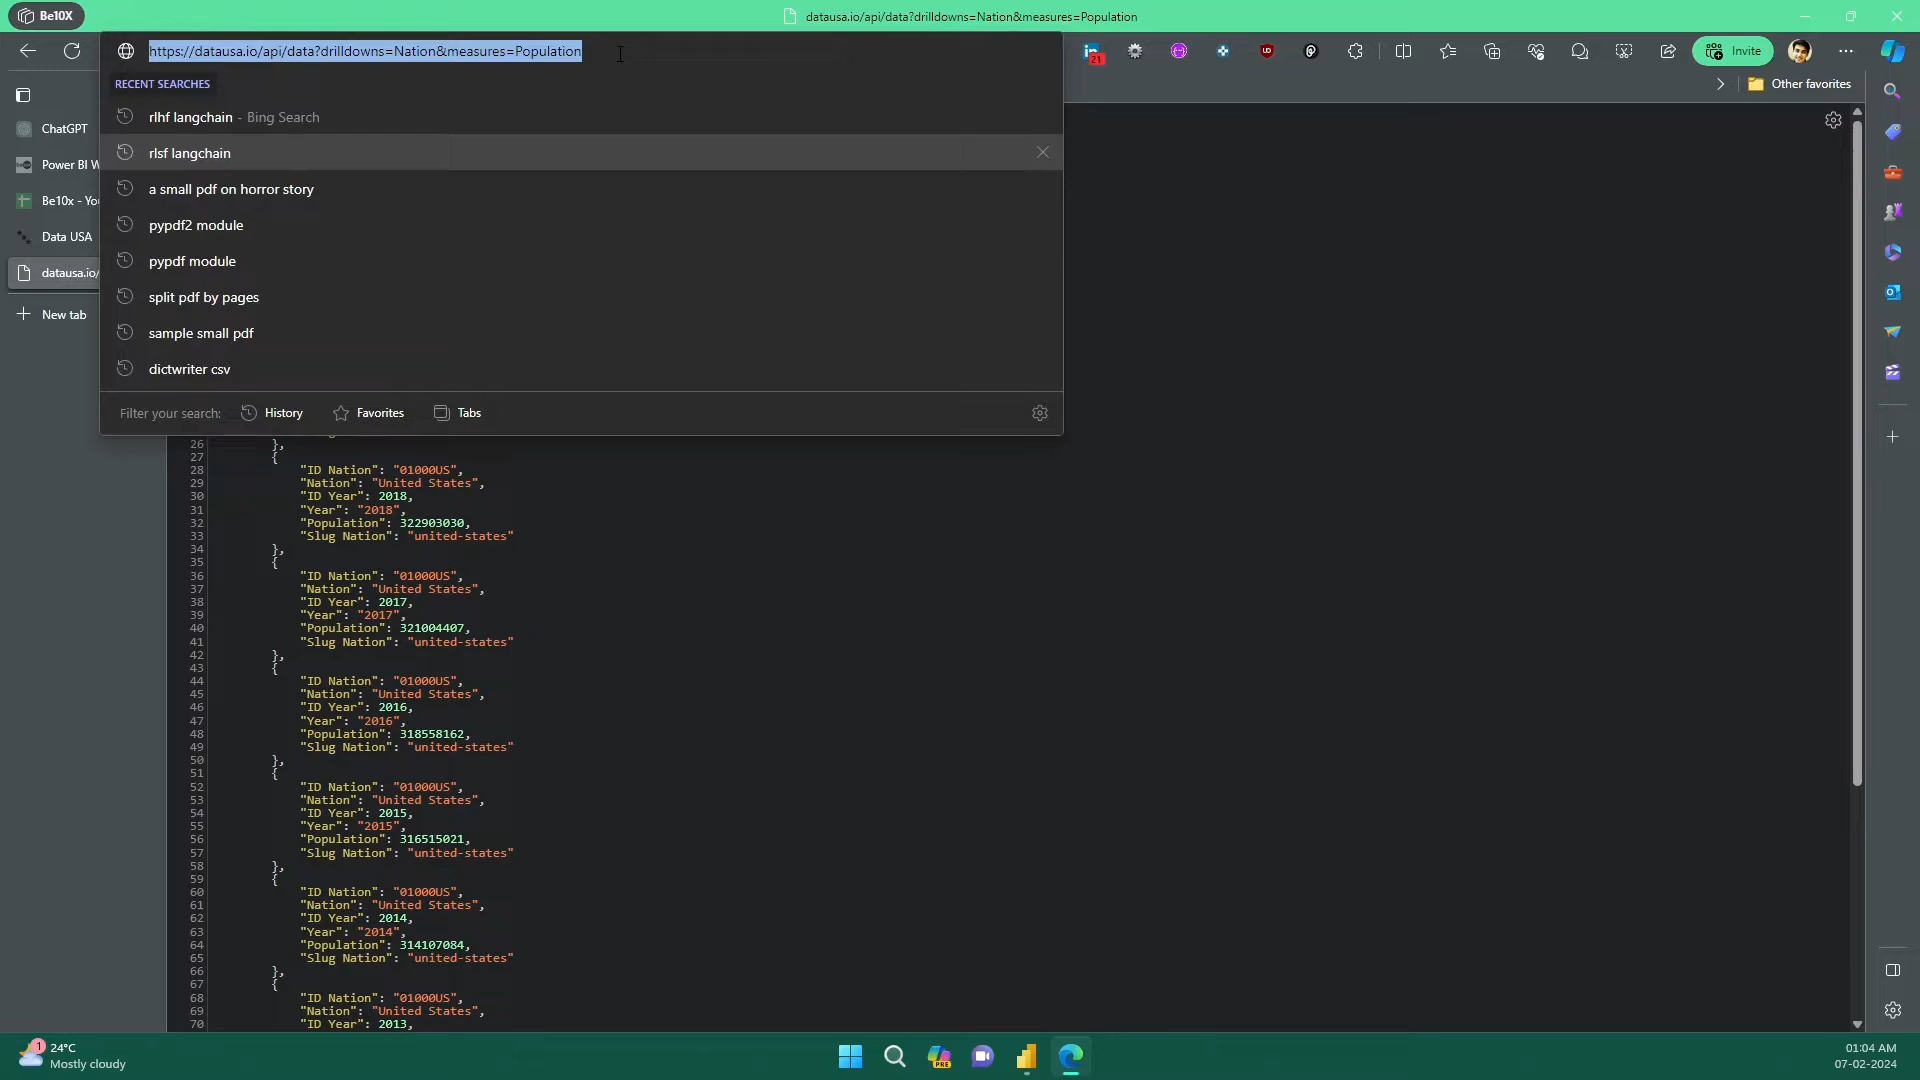 Be10X
datausa.io/api/data?drilldowns=Nation&measures=Population
https://datausa.io/api/data?drilldowns=Nation&measures=Population
21
Invite
RECENT SEARCHES
Other favorites
rlhf langchain - Bing Search
ChatGPT
rlsf langchain
Power BI W
a small pdf on horror story
Be10x - You
pypdf2 module
Data USA
pypdf module
datausa.io/
split pdf by pages
New tab
sample small pdf
dictwriter csv
Filter your search: History Favorites Tabs
26 },
27 {
28 "ID Nation": "01000US",
29 "Nation": "United States",
30 "ID Year": 2018,
31 "Year": "2018",
32 "Population": 322903030,
33 "Slug Nation": "united-states"
34 },
35 {
36 "ID Nation": "01000US",
37 "Nation": "United States",
38 "ID Year": 2017,
39 "Year": "2017",
40 "Population": 321004407,
41 "Slug Nation": "united-states"
42 },
43 {
44 "ID Nation": "01000US",
45 "Nation": "United States",
46 "ID Year": 2016,
47 "Year": "2016",
48 "Population": 318558162,
49 "Slug Nation": "united-states"
50 },
51 {
52 "ID Nation": "01000US",
53 "Nation": "United States",
54 "ID Year": 2015,
55 "Year": "2015",
56 "Population": 316515021,
57 "Slug Nation": "united-states"
58 },
59 {
60 "ID Nation": "01000US",
61 "Nation": "United States",
62 "ID Year": 2014,
63 "Year": "2014",
64 "Population": 314107084,
65 "Slug Nation": "united-states"
66 },
67 {
68 "ID Nation": "01000US",
69 "Nation": "United States",
70 "ID Year": 2013,
1
24°C
Mostly cloudy
PRE
01:04 AM
07-02-2024